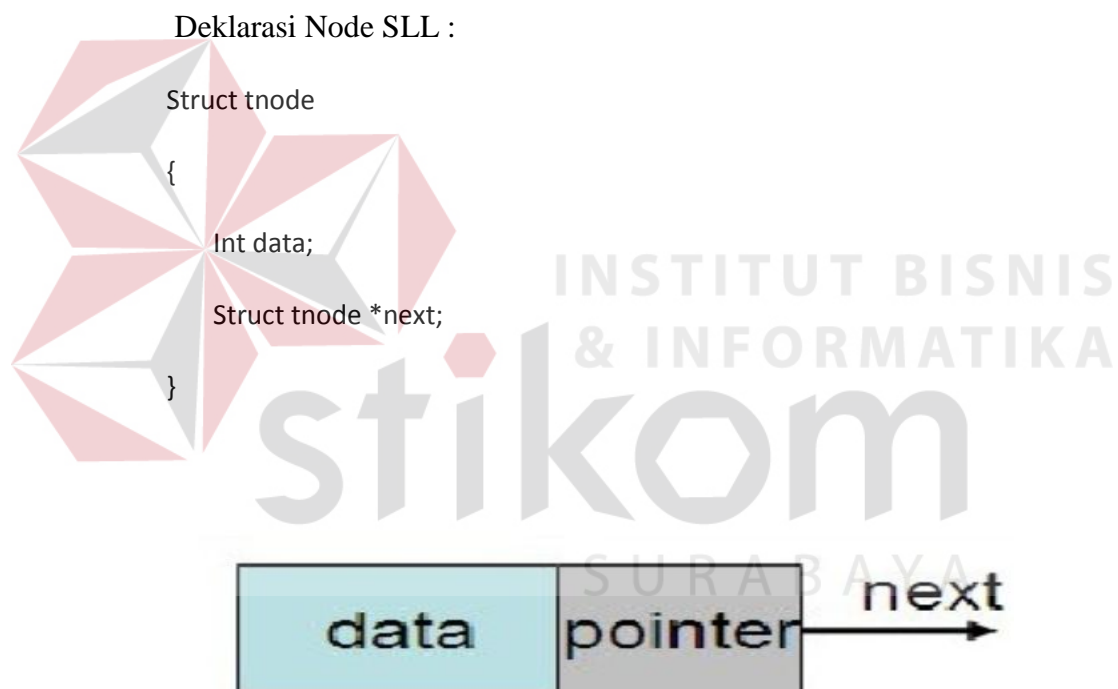 Deklarasi Node SLL :
Struct tnode
{
Int data;
INSTITUT BISNIS
Struct tnode *next;
& INFORMATIKA
}
stikom
SURABAYA
data
pointer
next